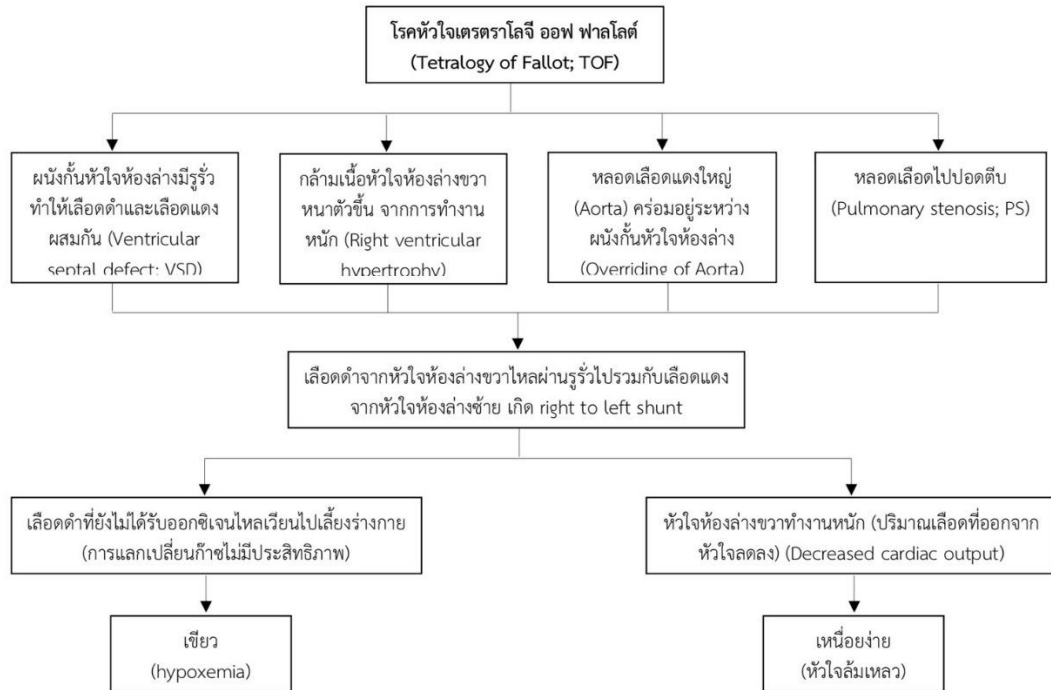 โรคหัวใจเตรตราโลจี ออฟ ฟาลโลต์
(Tetralogy of Fallot; TOF)
ผนังกั้นหัวใจห้องล่างมีรูรั่ว
ทำให้เลือดดำและเลือดแดง
ผสมกัน (Ventricular
septal defect; VSD)
กล้ามเนื้อหัวใจห้องล่างขวา
หนาตัวขึ้น จากการทำงาน
หนัก (Right ventricular
hypertrophy)
หลอดเลือดแดงใหญ่
(Aorta) คร่อมอยู่ระหว่าง
ผนังกั้นหัวใจห้องล่าง
(Overriding of Aorta)
หลอดเลือดไปปอดตีบ
(Pulmonary stenosis; PS)
เลือดดำจากหัวใจห้องล่างขวาไหลผ่านรูรั่วไปรวมกับเลือดแดง
จากหัวใจห้องล่างซ้าย เกิด right to left shunt
เลือดดำที่ยังไม่ได้รับออกซิเจนไหลเวียนไปเลี้ยงร่างกาย
(การแลกเปลี่ยนก๊าซไม่มีประสิทธิภาพ)
หัวใจห้องล่างขวาทำงานหนัก (ปริมาณเลือดที่ออกจาก
หัวใจลดลง) (Decreased cardiac output)
เขียว
(hypoxemia)
เหนื่อยง่าย
(หัวใจล้มเหลว)